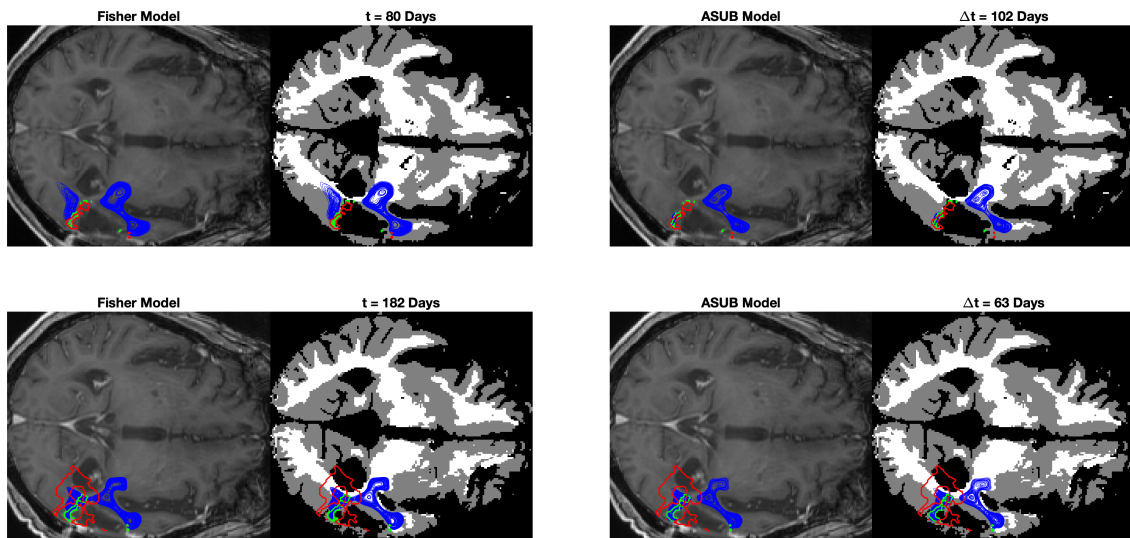 Fisher Model
t = 80 Days
ASUB Model
Δt = 102 Days
Fisher Model
t = 182 Days
ASUB Model
Δt = 63 Days